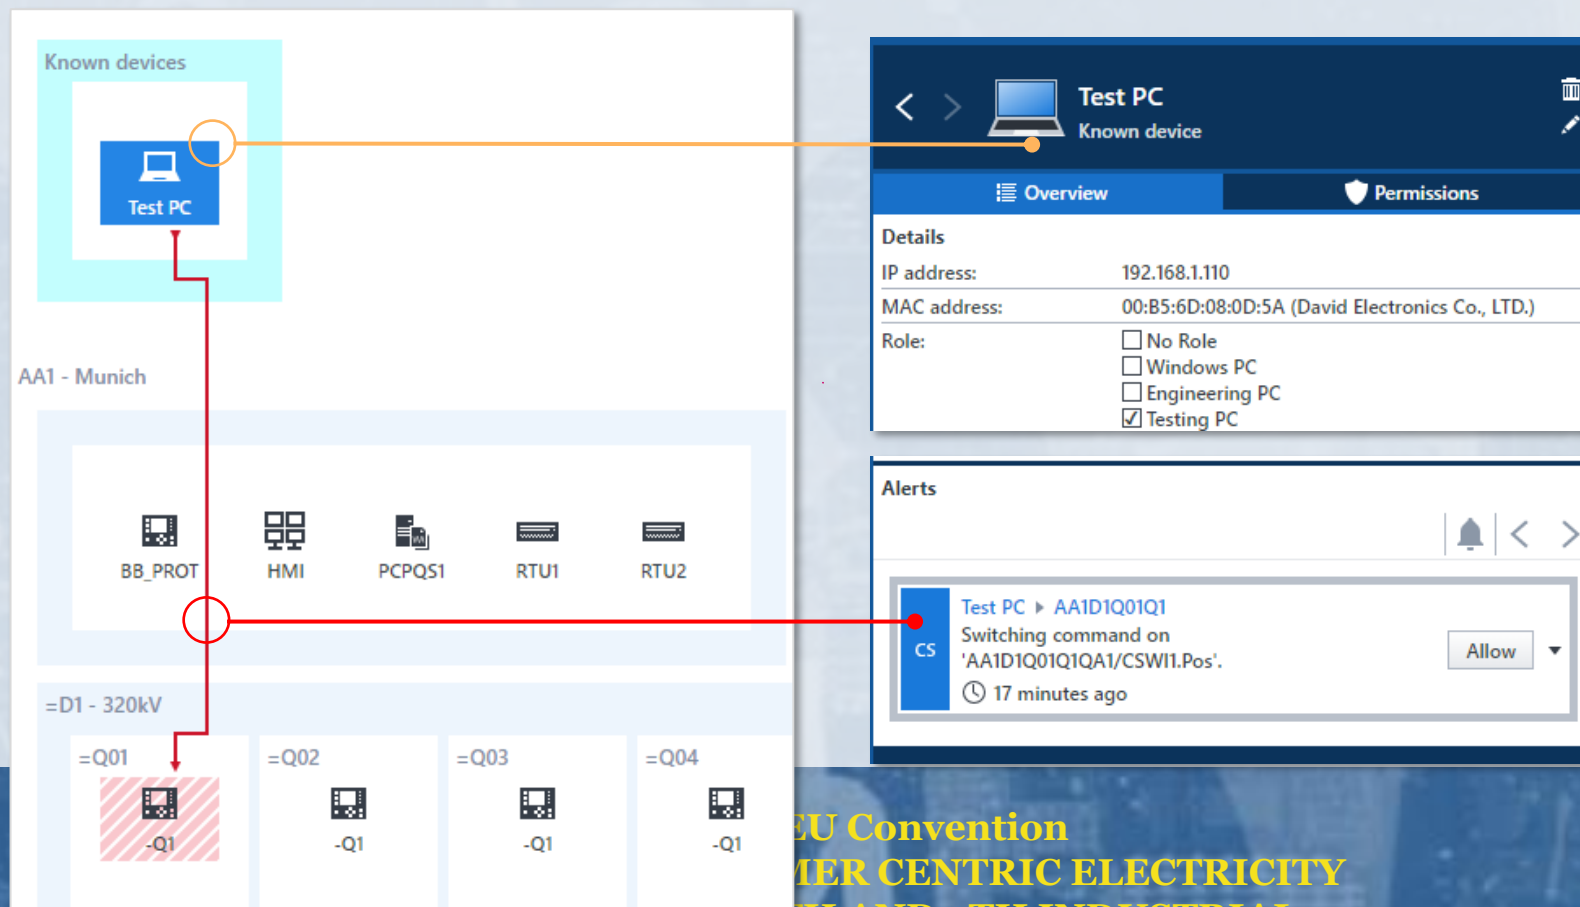 Known devices
Test PC
AA1 - Munich
BB_PROT
HMI
PCPQS1
RTU1
RTU2
=D1 - 320kV
=Q01
=Q02
=Q03
=Q04
-Q1
-Q1
-Q1
-Q1
Test PC
Known device
Overview
Permissions
Details
IP address: 192.168.1.110
MAC address: 00:B5:6D:08:0D:5A (David Electronics Co., LTD.)
Role: No Role
Windows PC
Engineering PC
Testing PC
Alerts
CS
Test PC ▸ AA1D1Q01Q1
Switching command on
'AA1D1Q01Q1QA1/CSWI1.Pos'.
17 minutes ago
Allow
EU Convention
MER CENTRIC ELECTRICITY
AND TH INDUSTRIAL